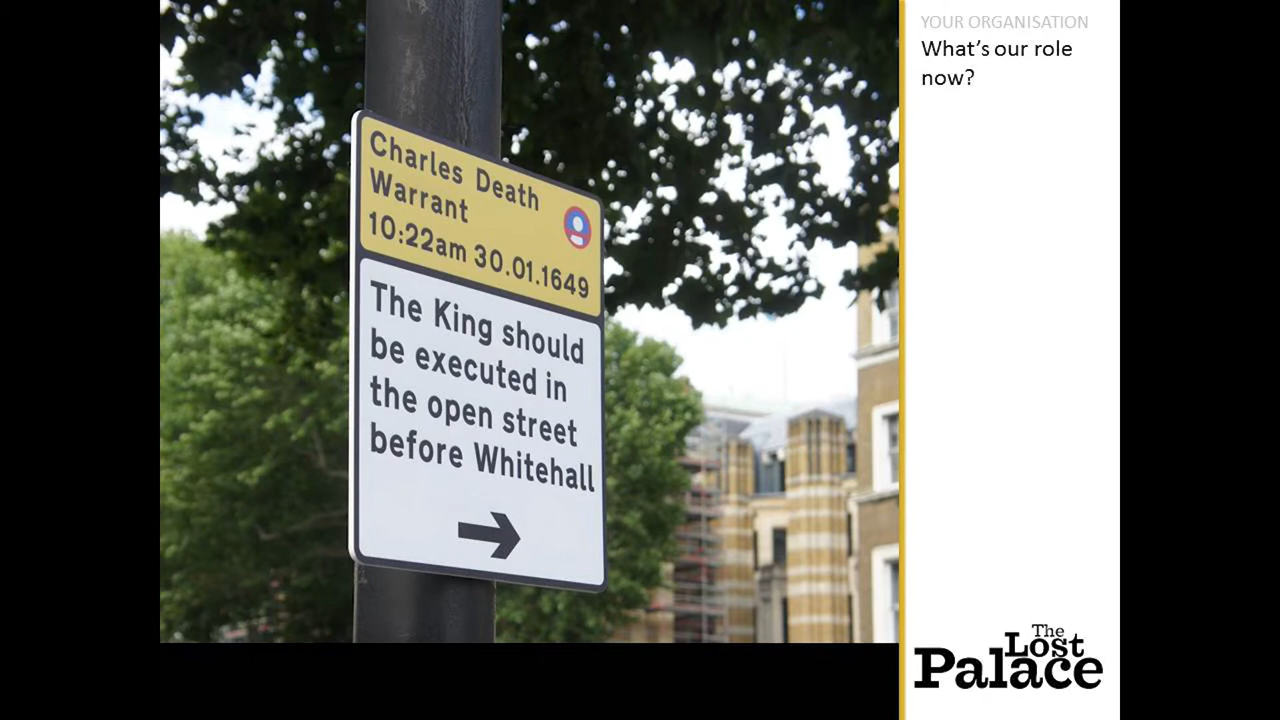 Charles Death
Warrant
10:22am 30.01.1649
The King should
be executed in
the open street
before Whitehall
YOUR ORGANISATION
What's our role
now?
The
Lost
Palace